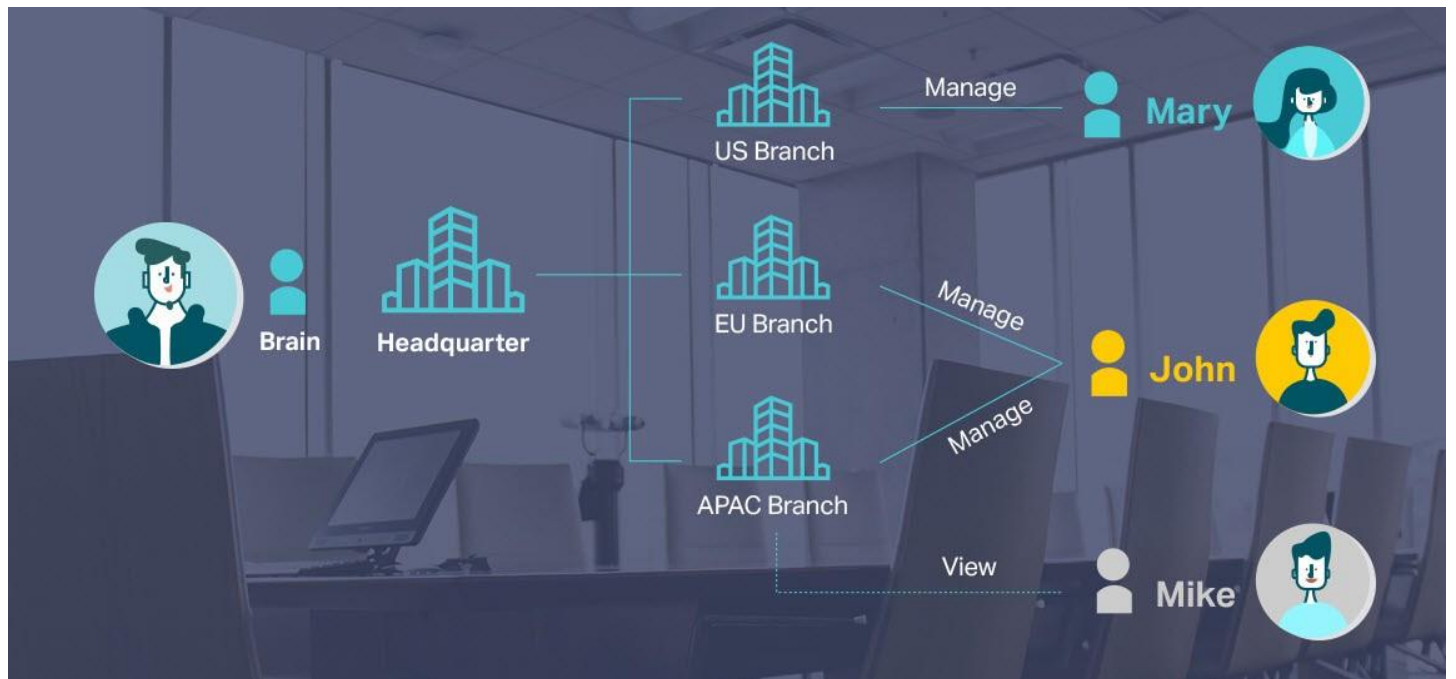 US Branch
Manage
Mary
Brain
Headquarter
EU Branch
Manage
John
Manage
APAC Branch
View
Mike